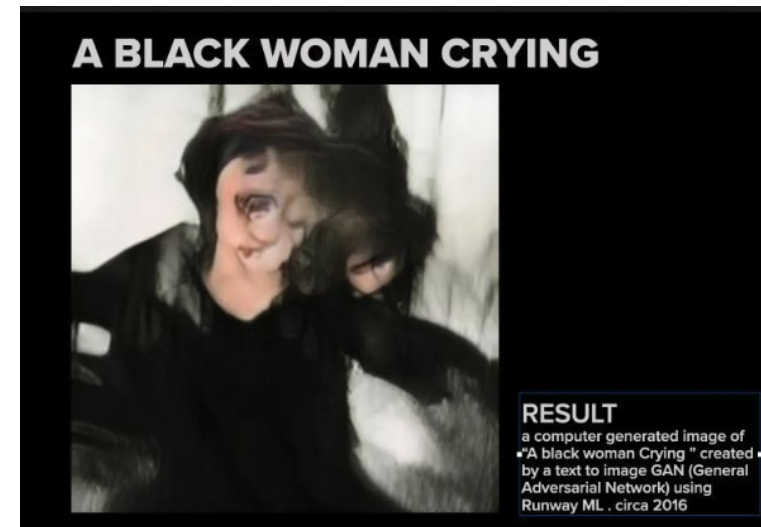 A BLACK WOMAN CRYING
RESULT
a computer generated image of
“A black woman Crying ” created
by a text to image GAN (General
Adversarial Network) using
Runway ML . circa 2016